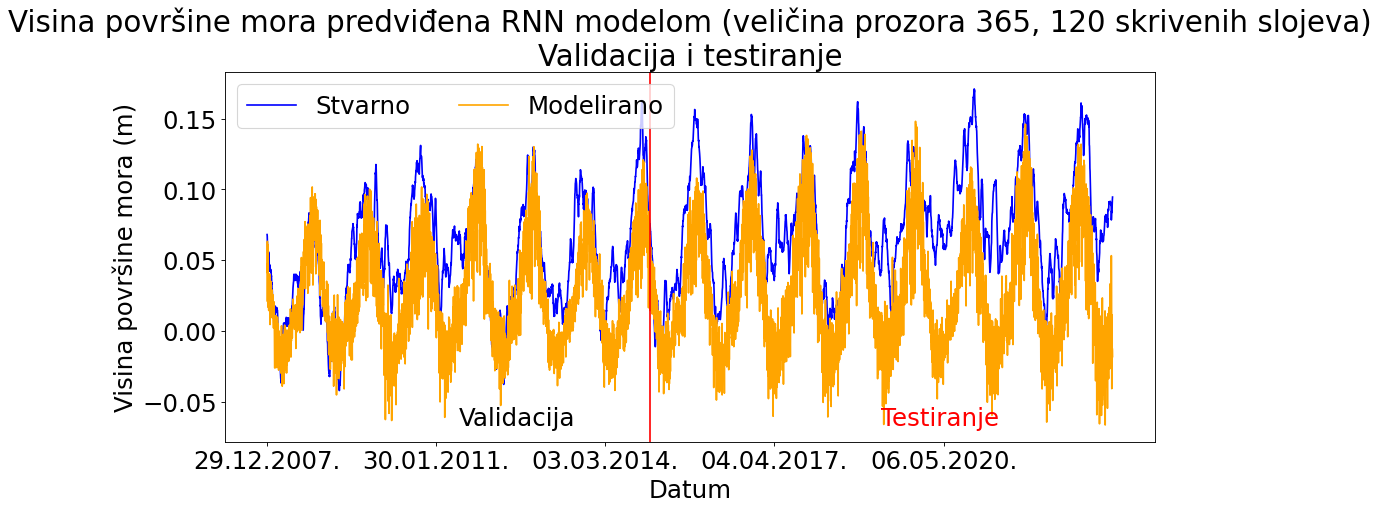 Visina površine mora predviđena RNN modelom (veličina prozora 365, 120 skrivenih slojeva)
Validacija i testiranje
Stvarno Modelirano
Visina površine mora (m)
0.15
0.10
0.05
0.00
−0.05
Validacija Testiranje
29.12.2007. 30.01.2011. 03.03.2014. 04.04.2017. 06.05.2020.
Datum